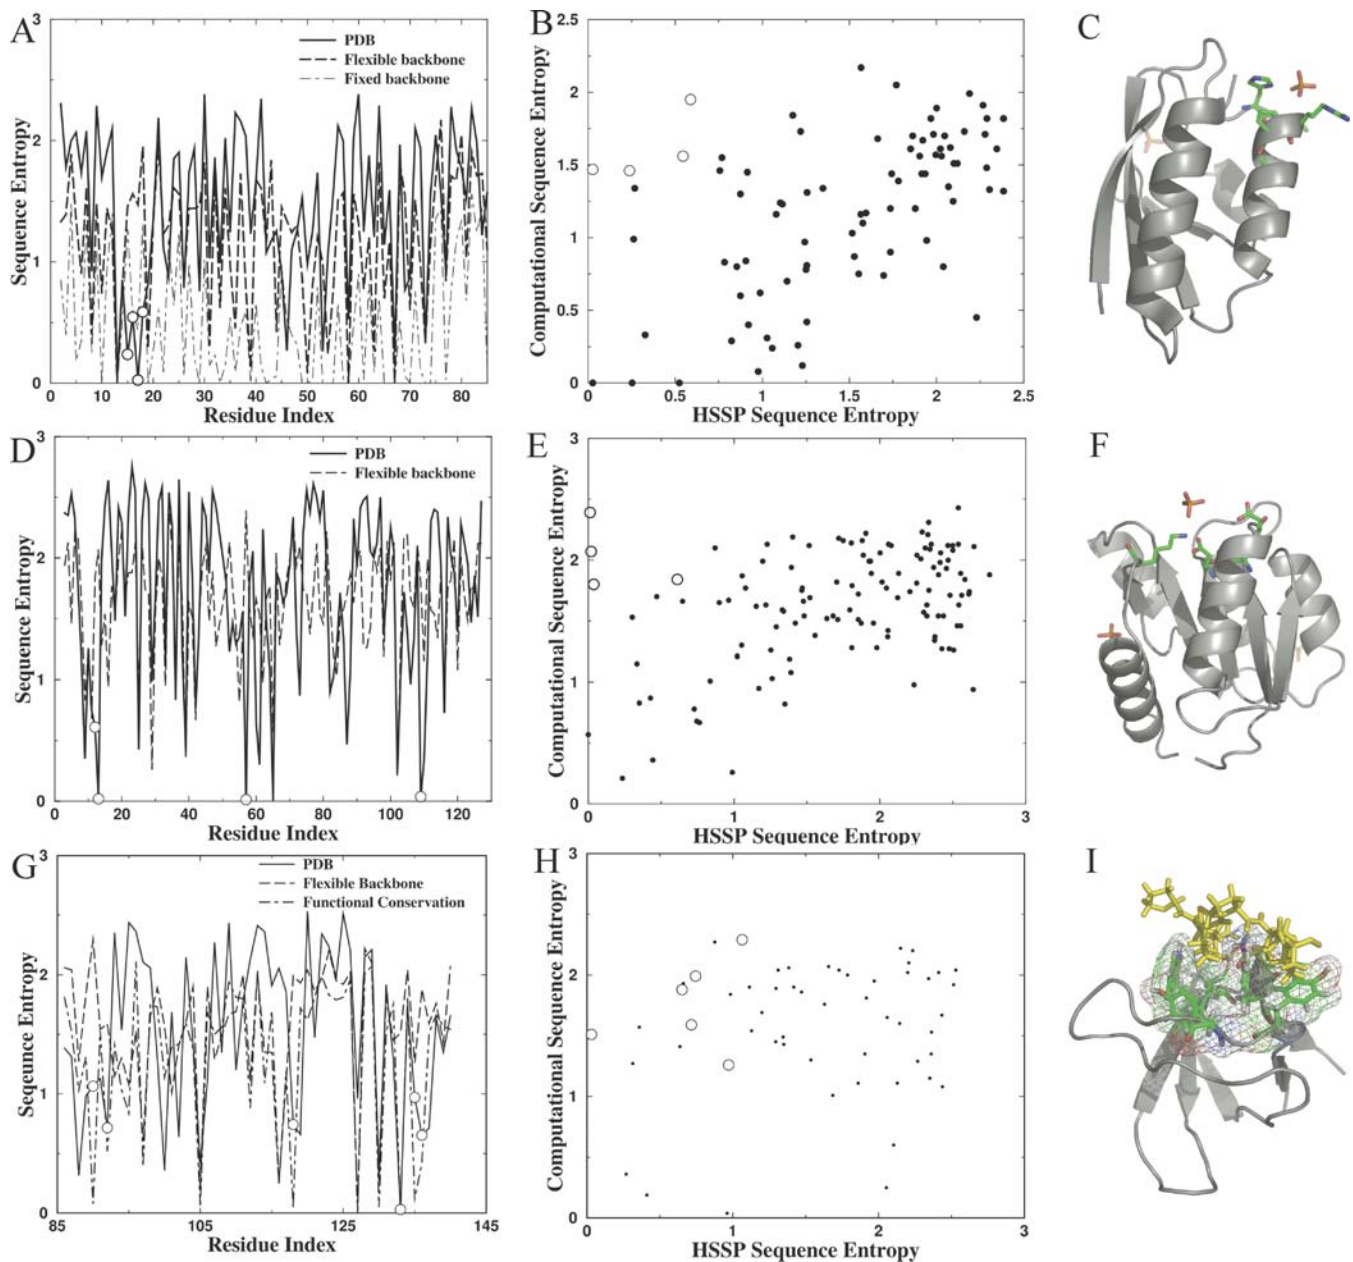 A
3
2
1
0
Sequence Entropy
PDB
Flexible backbone
Fixed backbone
0 10 20 30 40 50 60 70 80
Residue Index
B
2.5
2
1.5
1
0.5
0
Computational Sequence Entropy
0 0.5 1 1.5 2 2.5
HSSP Sequence Entropy
C
D
3
2
1
0
Sequence Entropy
PDB
Flexible backbone
0 20 40 60 80 100 120
Residue Index
E
3
2
1
0
Computational Sequence Entropy
0 1 2 3
HSSP Sequence Entropy
F
G
3
2
1
0
Seqeunce Entropy
PDB
Flexible Backbone
Functional Conservation
85 105 125 145
Residue Index
H
3
2
1
0
Computational Sequence Entropy
0 1 2 3
HSSP Sequence Entropy
I